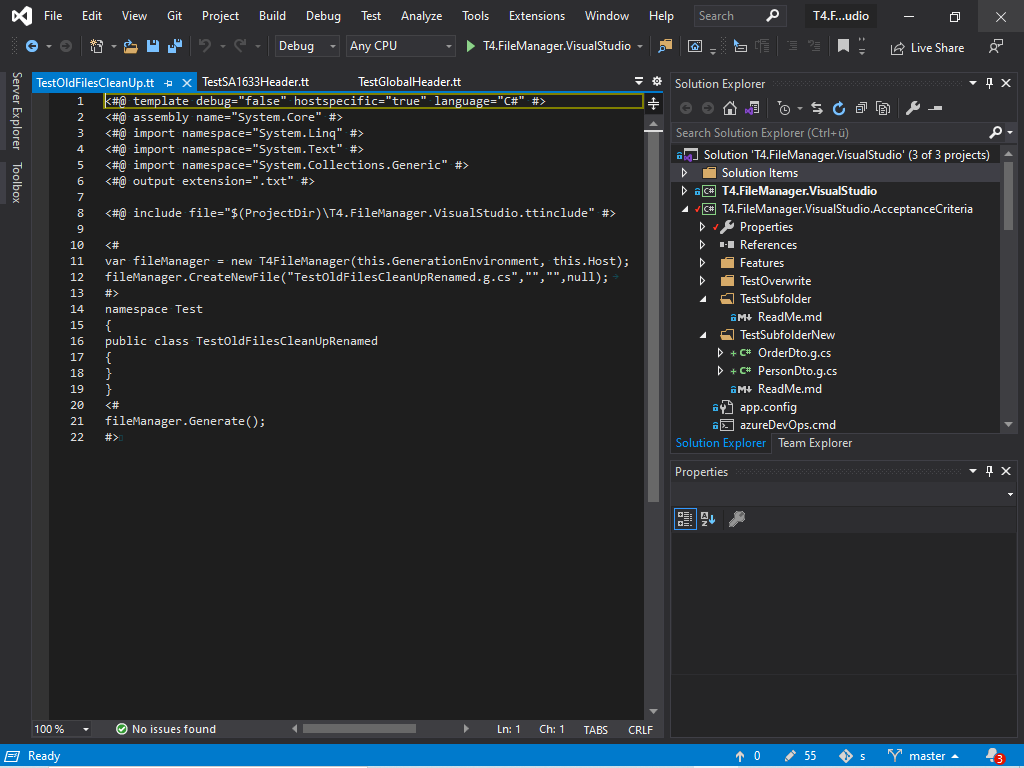 File Edit View Git Project Build Debug Test Analyze Tools Extensions Window Help Search T4.F...udio
Debug Any CPU T4.FileManager.VisualStudio Live Share
Server Explorer
Toolbox
TestOldFilesCleanUp.tt TestSA1633Header.tt TestGlobalHeader.tt
1 <#@ template debug="false" hostspecific="true" language="C#" #>
2 <#@ assembly name="System.Core" #>
3 <#@ import namespace="System.Linq" #>
4 <#@ import namespace="System.Text" #>
5 <#@ import namespace="System.Collections.Generic" #>
6 <#@ output extension=".txt" #>
7
8 <#@ include file="$(ProjectDir)\T4.FileManager.VisualStudio.ttinclude" #>
9
10 <#
11 var fileManager = new T4FileManager(this.GenerationEnvironment, this.Host);
12 fileManager.CreateNewFile("TestOldFilesCleanUpRenamed.g.cs","","",null);
13 #>
14 namespace Test
15 {
16 public class TestOldFilesCleanUpRenamed
17 {
18 }
19 }
20 <#
21 fileManager.Generate();
22 #>
100 % No issues found Ln: 1 Ch: 1 TABS CRLF
Solution Explorer
Search Solution Explorer (Ctrl+ü)
Solution 'T4.FileManager.VisualStudio' (3 of 3 projects)
Solution Items
C# T4.FileManager.VisualStudio
C# T4.FileManager.VisualStudio.AcceptanceCriteria
Properties
References
Features
TestOverwrite
TestSubfolder
M↓ ReadMe.md
TestSubfolderNew
+ C# OrderDto.g.cs
+ C# PersonDto.g.cs
M↓ ReadMe.md
app.config
azureDevOps.cmd
Solution Explorer Team Explorer
Properties
Ready 0 55 s master 3